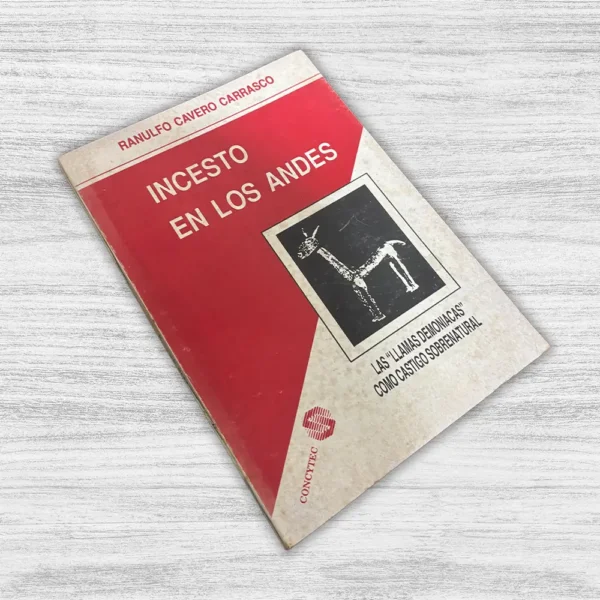 RANULFO CAVERO CARRASCO
INCESTO
EN LOS ANDES
LAS "LLAMAS DEMONIACAS"
COMO CASTIGO SOBRENATURAL
CONCYTEC